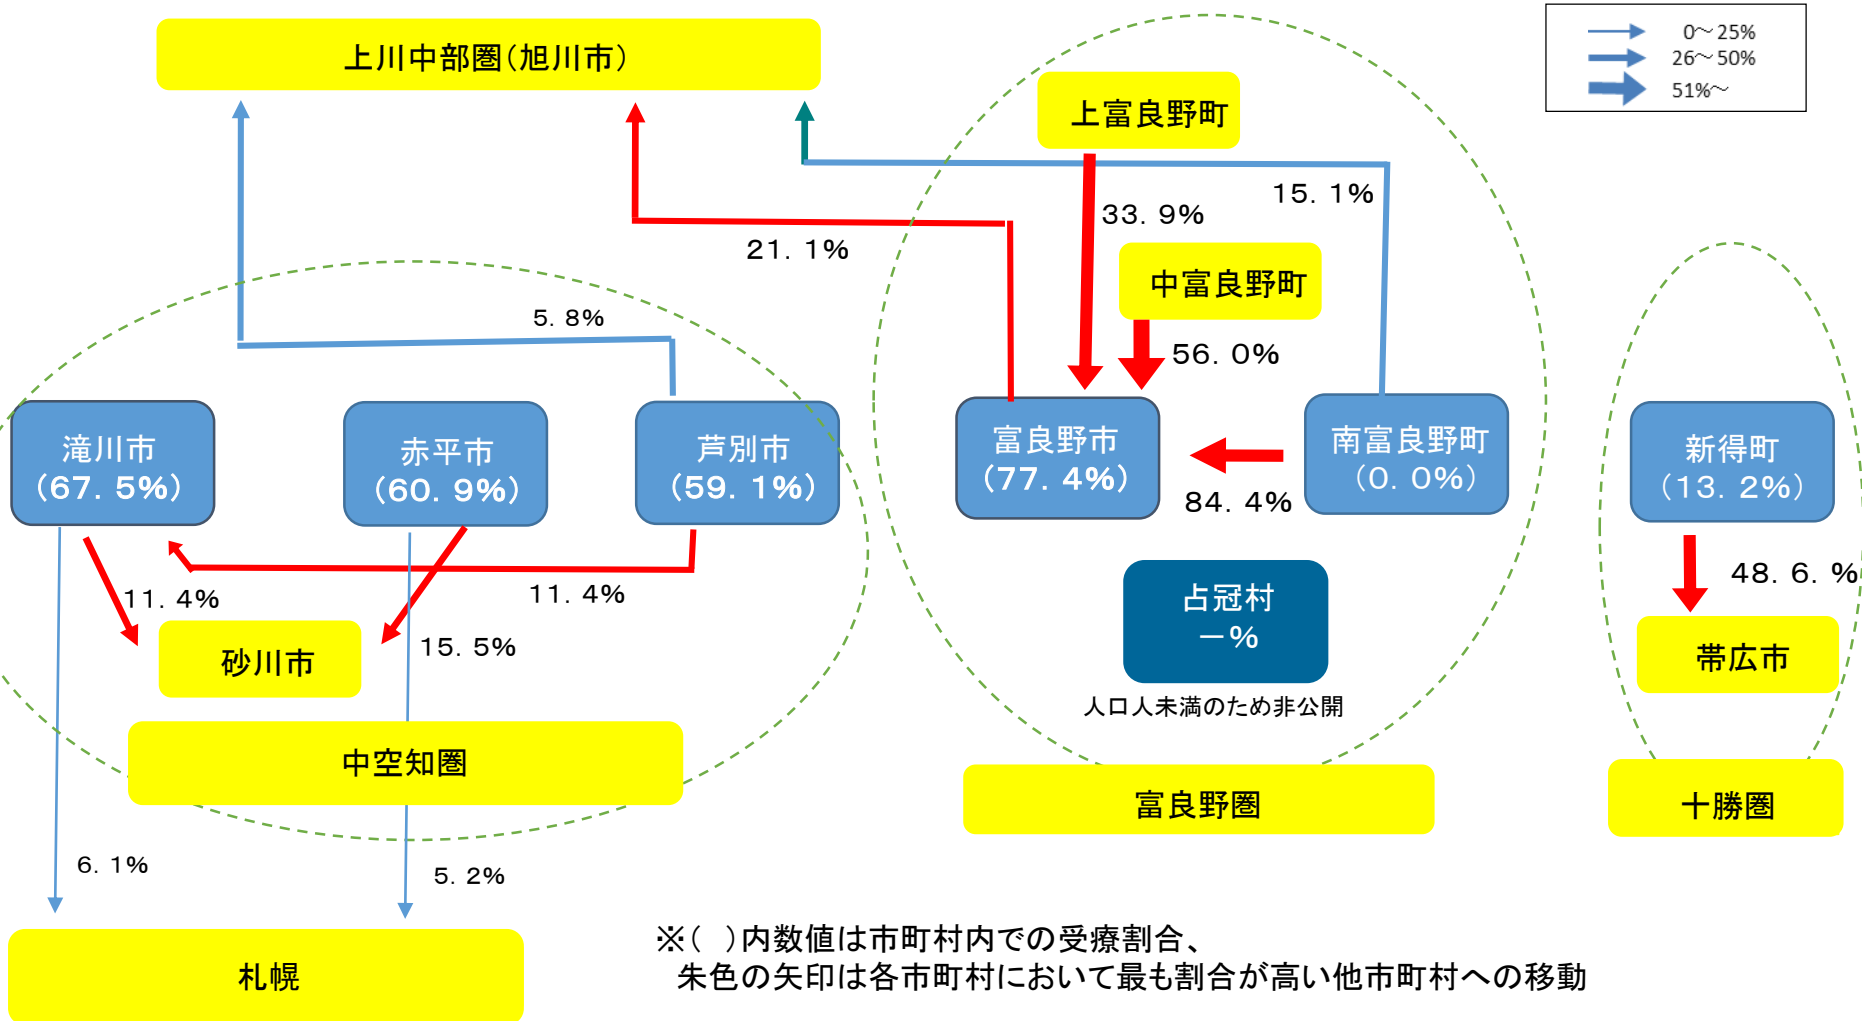 0～25%
26～50%
51%～
上川中部圏(旭川市)
上富良野町
15.1%
33.9%
21.1%
中富良野町
5.8%
56.0%
滝川市
(67.5%)
赤平市
(60.9%)
芦別市
(59.1%)
富良野市
(77.4%)
南富良野町
(0.0%)
84.4%
新得町
(13.2%)
11.4%
11.4%
48.6.%
占冠村
－%
砂川市
15.5%
帯広市
人口人未満のため非公開
中空知圏
富良野圏
十勝圏
6.1%
5.2%
※( )内数値は市町村内での受療割合、
朱色の矢印は各市町村において最も割合が高い他市町村への移動
札幌